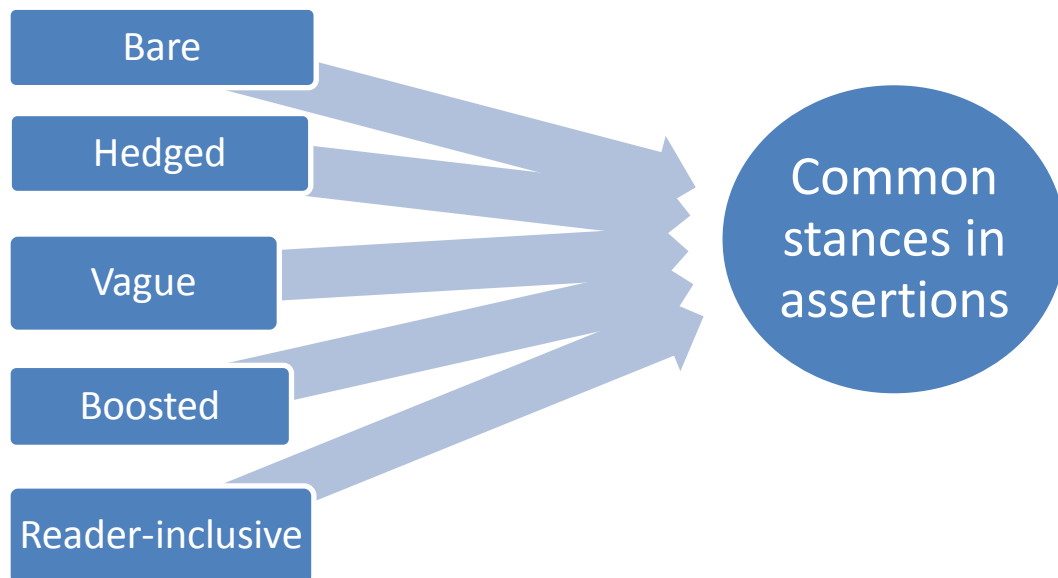 Bare
Hedged
Vague
Boosted
Reader-inclusive
Common
stances in
assertions